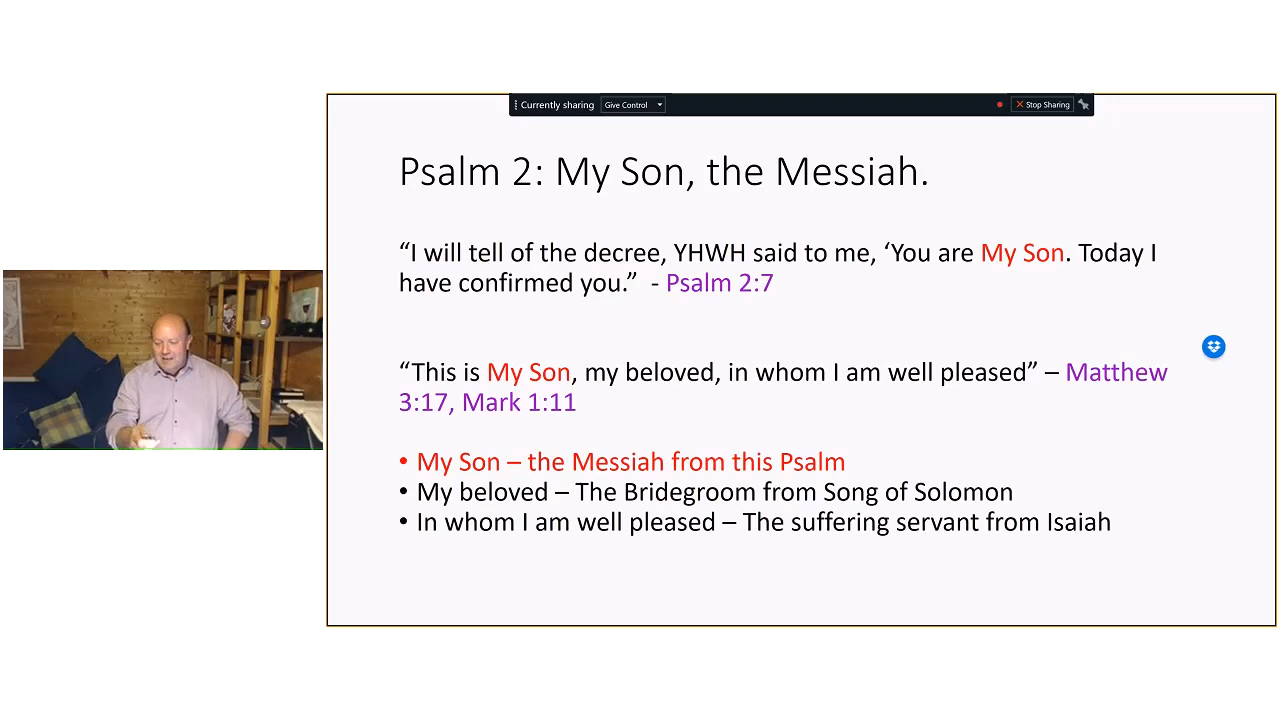 Currently sharing Give Control Stop Sharing
Psalm 2: My Son, the Messiah.
“I will tell of the decree, YHWH said to me, ‘You are My Son. Today I
have confirmed you.” - Psalm 2:7
“This is My Son, my beloved, in whom I am well pleased” – Matthew
3:17, Mark 1:11
• My Son – the Messiah from this Psalm
• My beloved – The Bridegroom from Song of Solomon
• In whom I am well pleased – The suffering servant from Isaiah